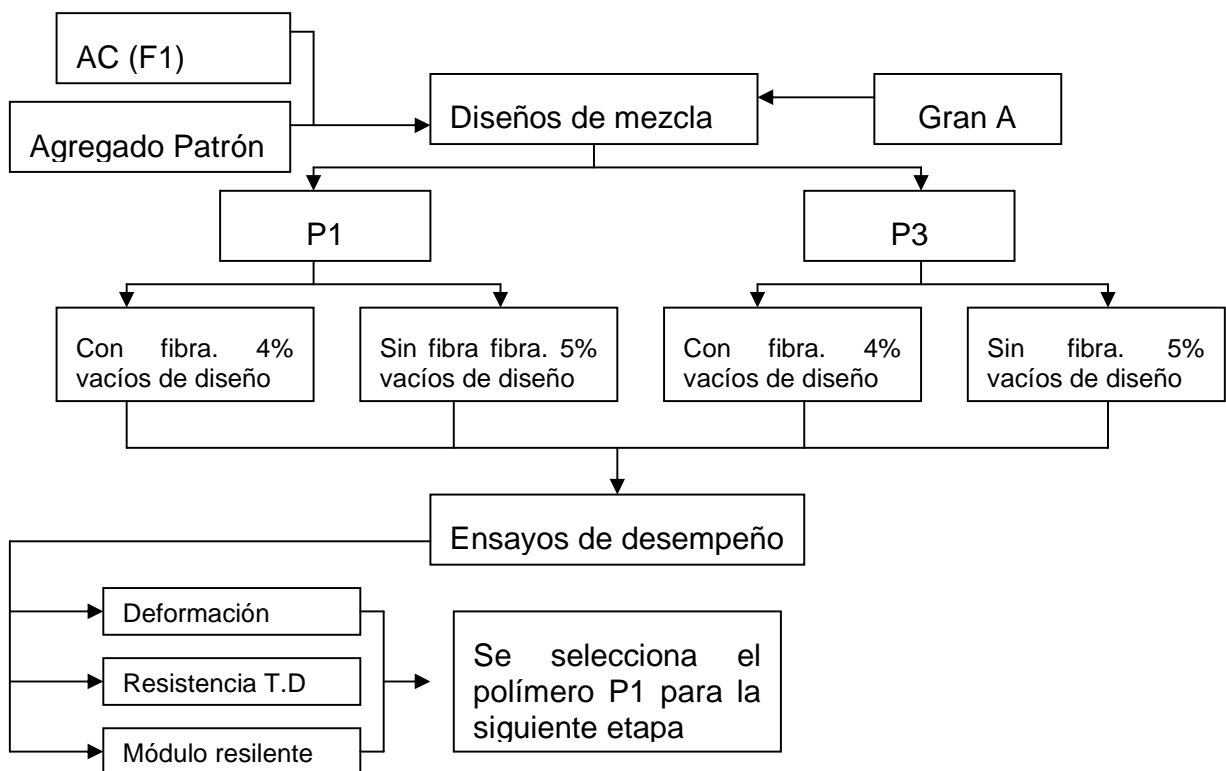 AC (F1)
Agregado Patrón
Diseños de mezcla
Gran A
P1
P3
Con fibra. 4%
vacíos de diseño
Sin fibra fibra. 5%
vacíos de diseño
Con fibra. 4%
vacíos de diseño
Sin fibra. 5%
vacíos de diseño
Ensayos de desempeño
Deformación
Resistencia T.D
Módulo resilente
Se selecciona el
polímero P1 para la
siguiente etapa